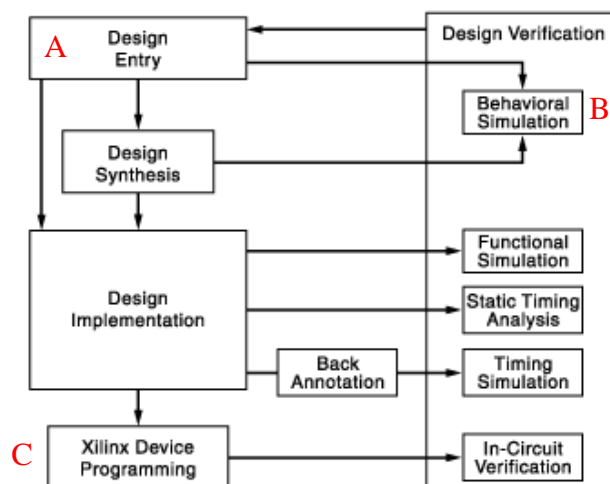 A
Design
Entry
Design Verification
Behavioral
Simulation
B
Design
Synthesis
Design
Implementation
Functional
Simulation
Static Timing
Analysis
Back
Annotation
Timing
Simulation
C
Xilinx Device
Programming
In-Circuit
Verification